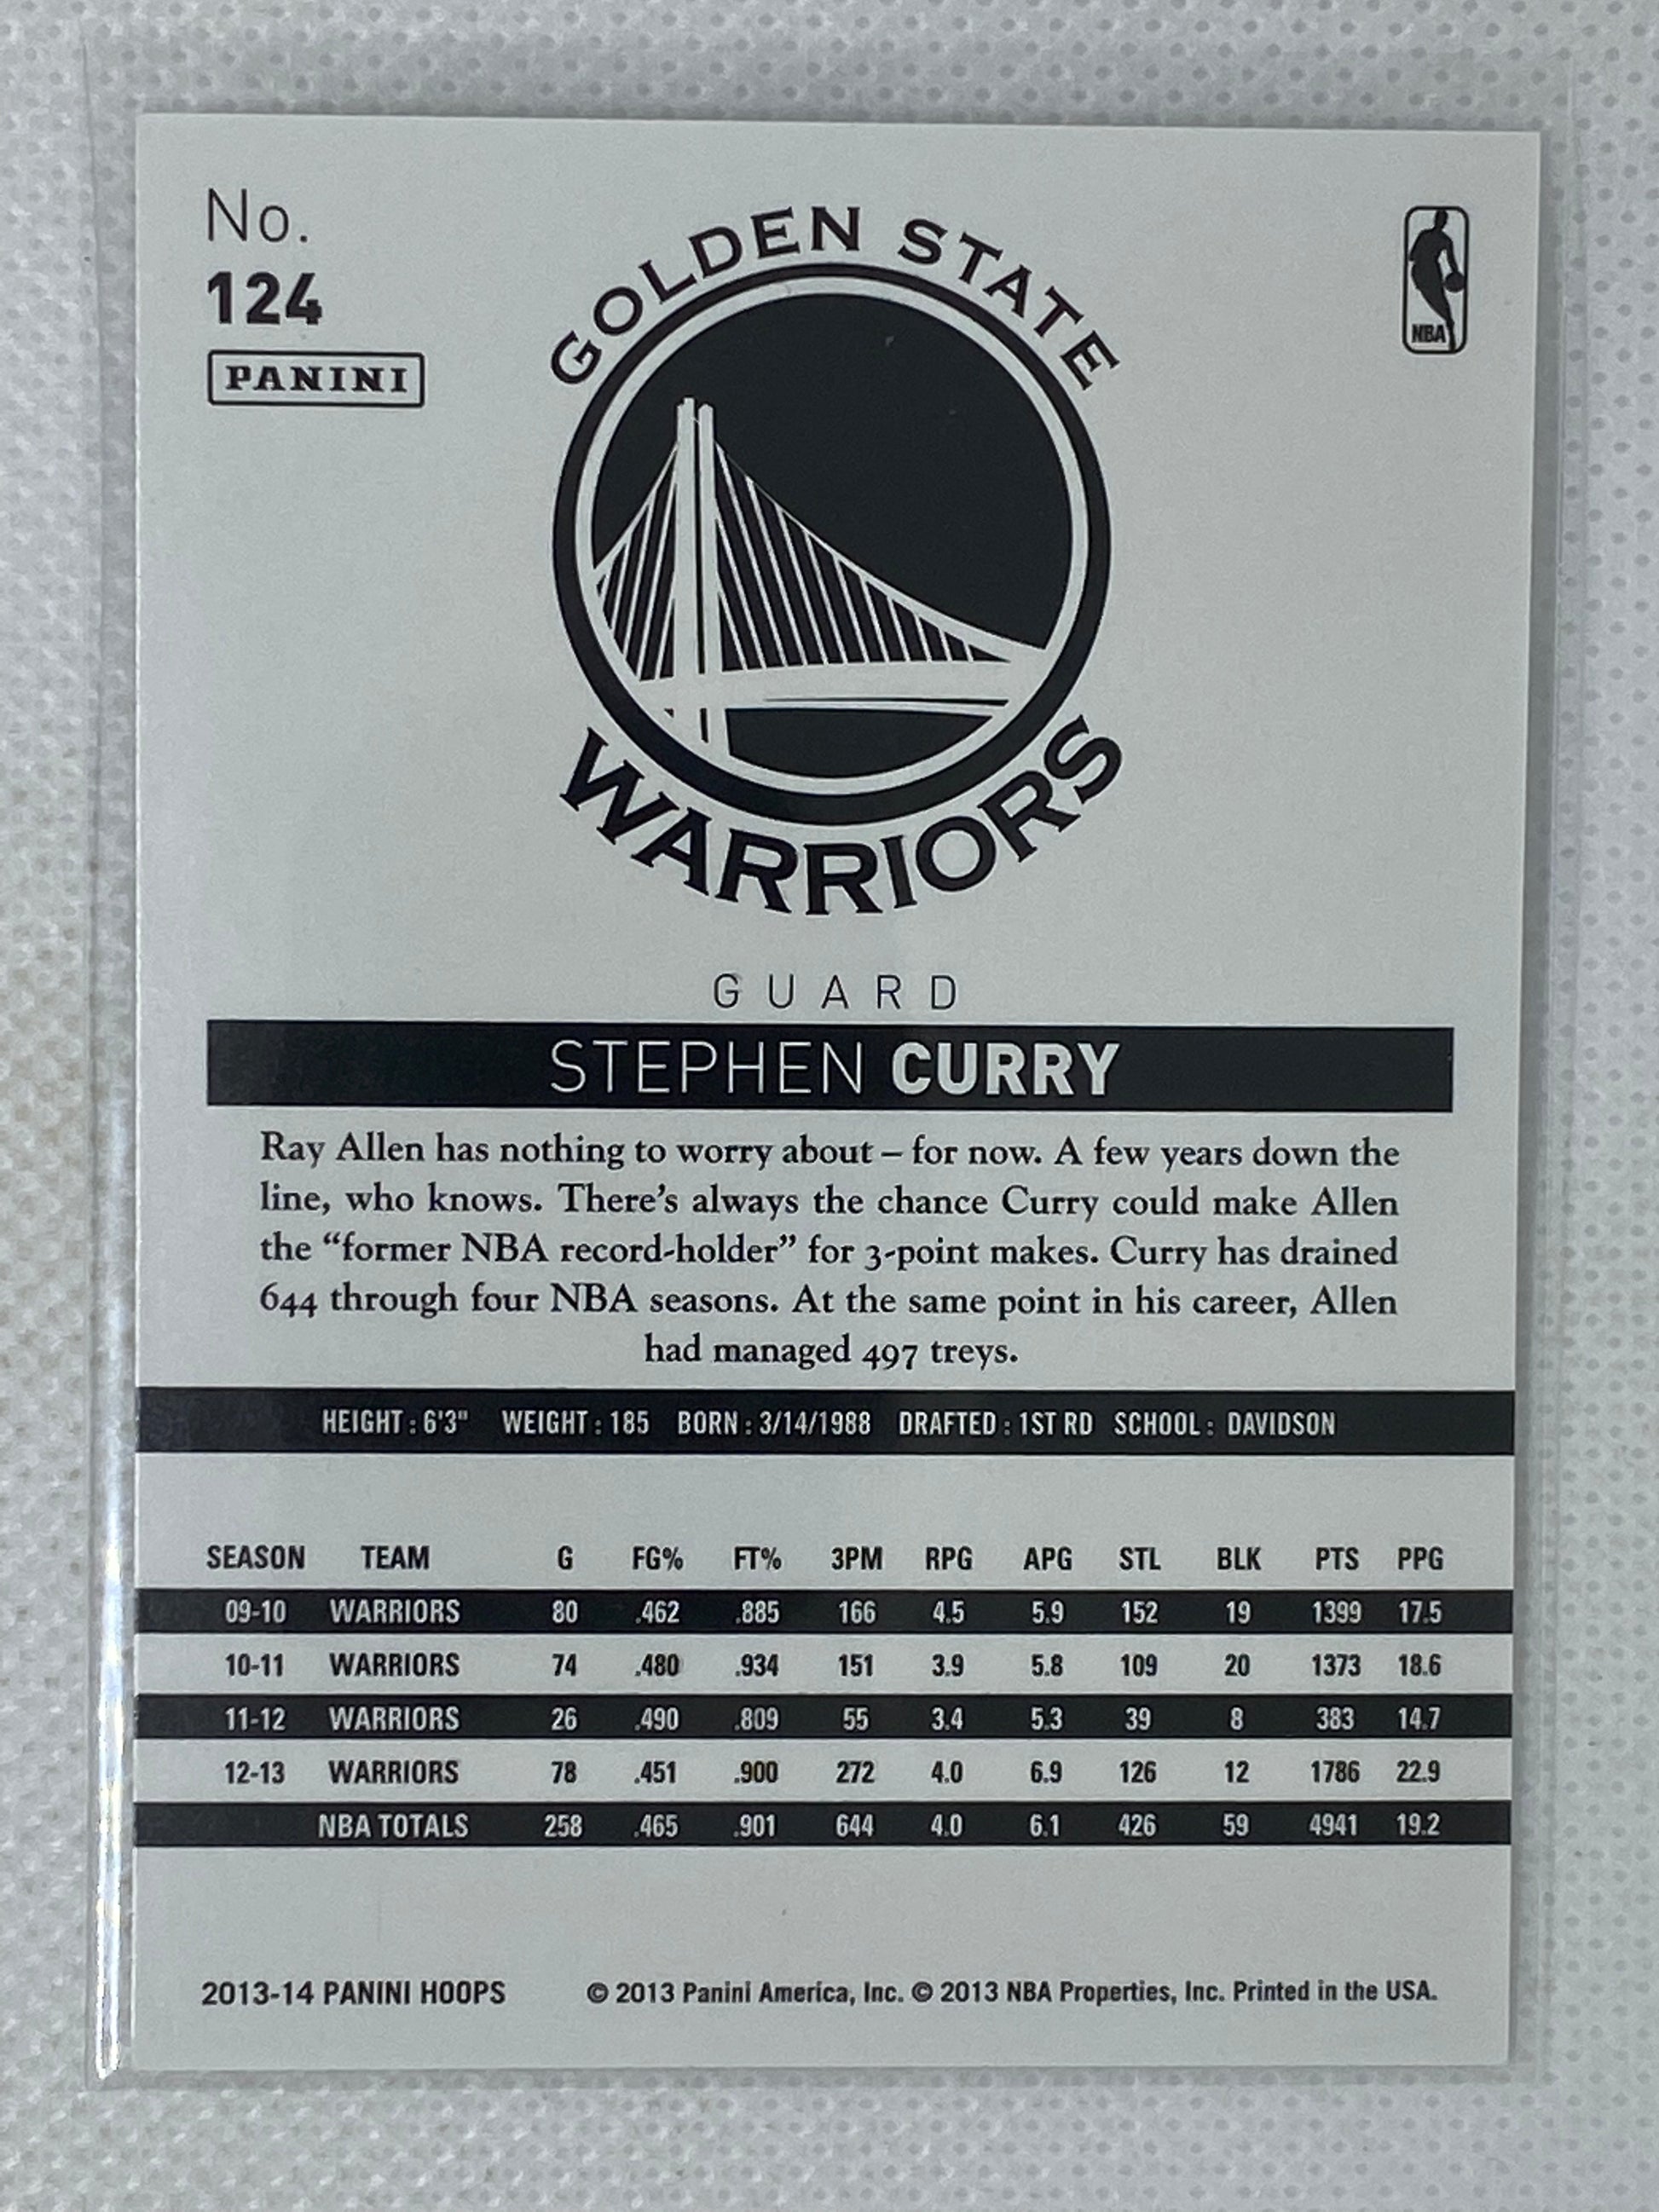 No.
124
PANINI
GOLDEN STATE
NBA
WARRIORS
GUARD
STEPHEN CURRY
Ray Allen has nothing to worry about – for now. A few years down the
line, who knows. There's always the chance Curry could make Allen
the “former NBA record-holder” for 3-point makes. Curry has drained
644 through four NBA seasons. At the same point in his career, Allen
had managed 497 treys.
HEIGHT : 6'3" WEIGHT : 185 BORN : 3/14/1988 DRAFTED : 1ST RD SCHOOL : DAVIDSON
SEASON TEAM G FG% FT% 3PM RPG APG STL BLK PTS PPG
09-10 WARRIORS 80 .462 .885 166 4.5 5.9 152 19 1399 17.5
10-11 WARRIORS 74 .480 .934 151 3.9 5.8 109 20 1373 18.6
11-12 WARRIORS 26 .490 .809 55 3.4 5.3 39 8 383 14.7
12-13 WARRIORS 78 .451 .900 272 4.0 6.9 126 12 1786 22.9
NBA TOTALS 258 .465 .901 644 4.0 6.1 426 59 4941 19.2
2013-14 PANINI HOOPS © 2013 Panini America, Inc. © 2013 NBA Properties, Inc. Printed in the USA.